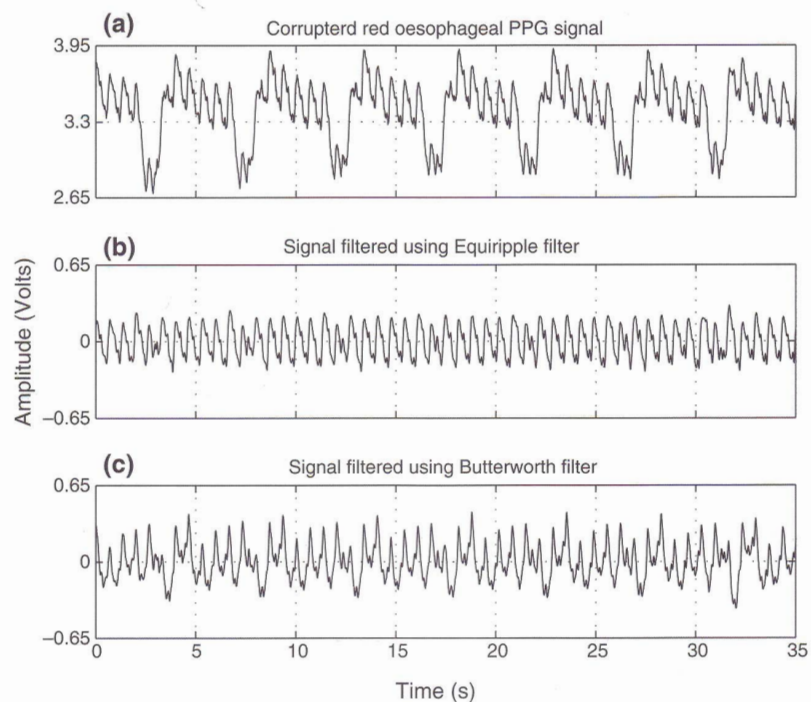 (a)
Corrupterd red oesophageal PPG signal
3.95
3.3
2.65
(b)
Signal filtered using Equiripple filter
0.65
0
−0.65
Amplitude (Volts)
(c)
Signal filtered using Butterworth filter
0.65
0
−0.65
0 5 10 15 20 25 30 35
Time (s)